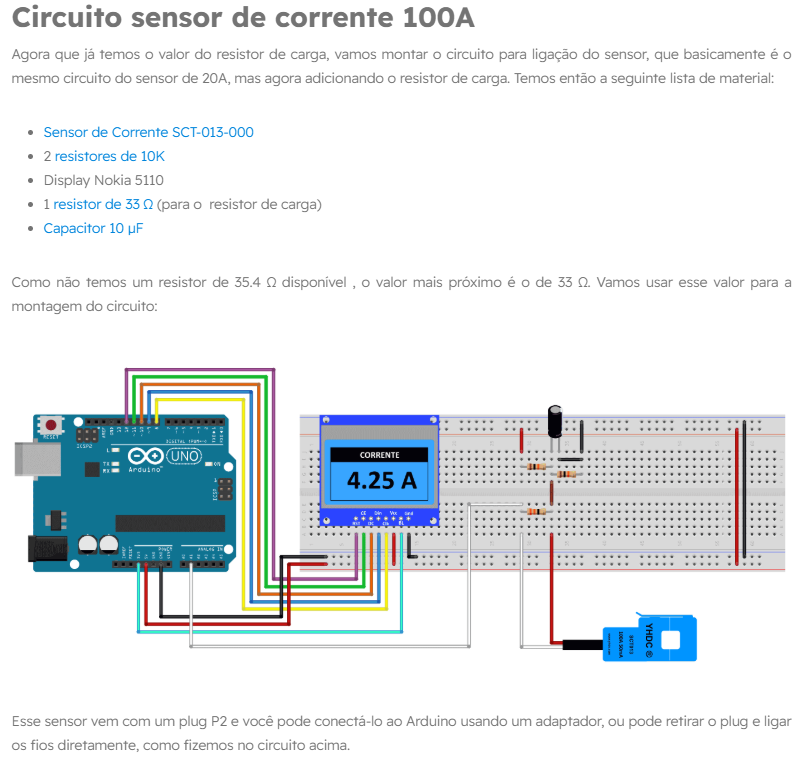 Circuito sensor de corrente 100A
Agora que já temos o valor do resistor de carga, vamos montar o circuito para ligação do sensor, que basicamente é o
mesmo circuito do sensor de 20A, mas agora adicionando o resistor de carga. Temos então a seguinte lista de material:
Sensor de Corrente SCT-013-000
2 resistores de 10K
Display Nokia 5110
1 resistor de 33 Ω (para o resistor de carga)
Capacitor 10 µF
Como não temos um resistor de 35.4 Ω disponível , o valor mais próximo é o de 33 Ω. Vamos usar esse valor para a
montagem do circuito:
RESET
ICSP2
AREF
GND
DIGITAL (PWM~)
L
TX
RX
Arduino™
UNO
ON
ICSP
POWER
ANALOG IN
CORRENTE
4.25 A
CE Din Vcc Gnd
RST DC Clk BL
YHDC ®
SCT013
100A:50mA
Esse sensor vem com um plug P2 e você pode conectá-lo ao Arduino usando um adaptador, ou pode retirar o plug e ligar
os fios diretamente, como fizemos no circuito acima.